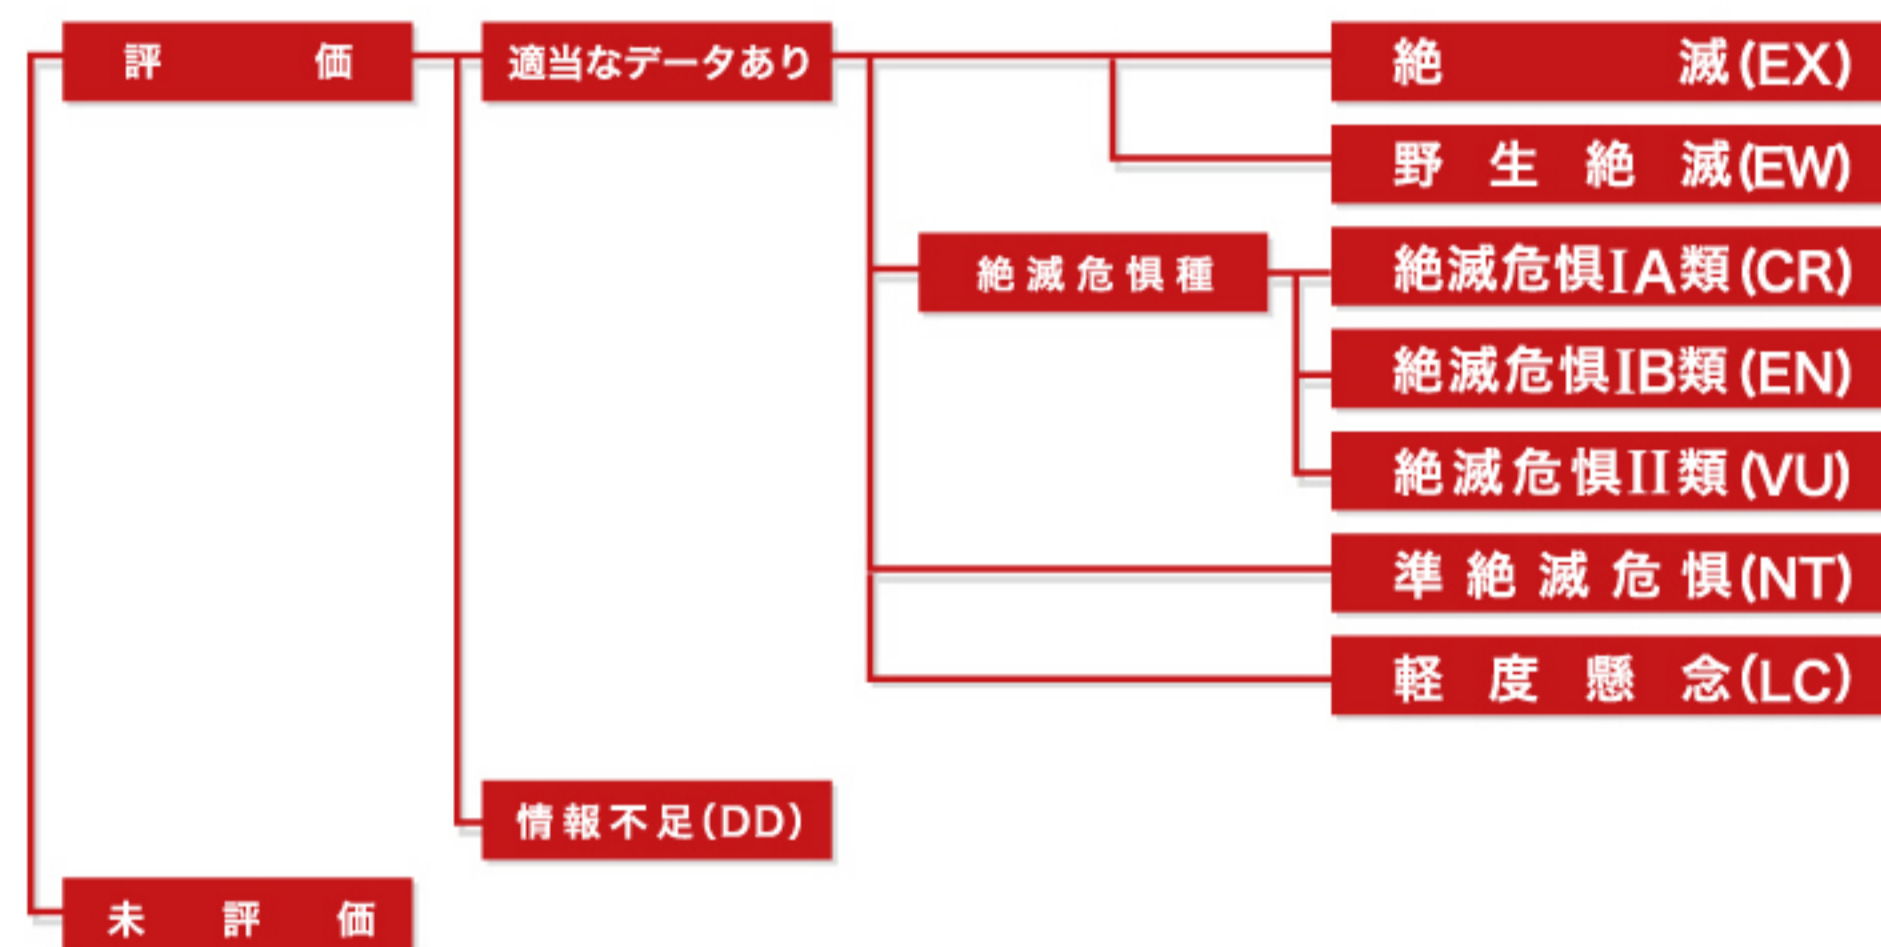 評価
適当なデータあり
絶滅(EX)
野生絶滅(EW)
絶滅危惧種
絶滅危惧IA類(CR)
絶滅危惧IB類(EN)
絶滅危惧II類(VU)
準絶滅危惧(NT)
軽度懸念(LC)
情報不足(DD)
未評価